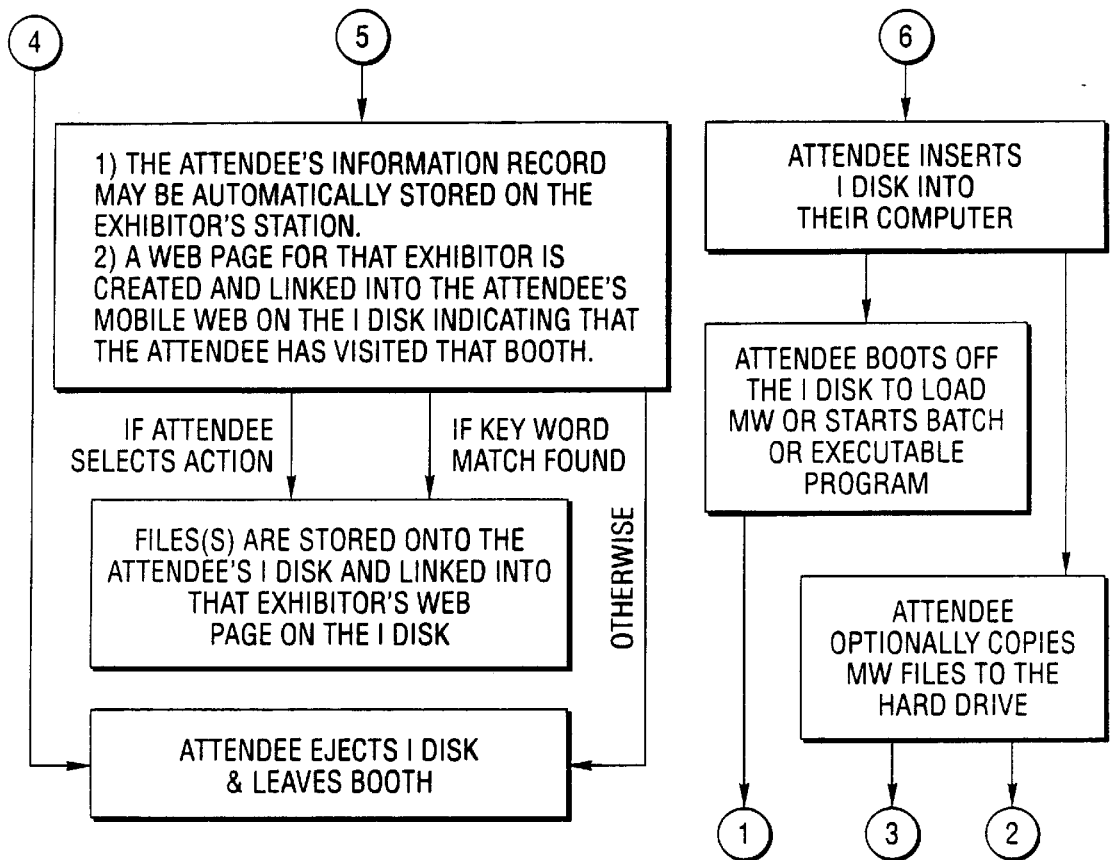 4
5
6
1) THE ATTENDEE'S INFORMATION RECORD
MAY BE AUTOMATICALLY STORED ON THE
EXHIBITOR'S STATION.
2) A WEB PAGE FOR THAT EXHIBITOR IS
CREATED AND LINKED INTO THE ATTENDEE'S
MOBILE WEB ON THE I DISK INDICATING THAT
THE ATTENDEE HAS VISITED THAT BOOTH.
IF ATTENDEE
SELECTS ACTION
IF KEY WORD
MATCH FOUND
OTHERWISE
FILES(S) ARE STORED ONTO THE
ATTENDEE'S I DISK AND LINKED INTO
THAT EXHIBITOR'S WEB
PAGE ON THE I DISK
ATTENDEE EJECTS I DISK
& LEAVES BOOTH
ATTENDEE INSERTS
I DISK INTO
THEIR COMPUTER
ATTENDEE BOOTS OFF
THE I DISK TO LOAD
MW OR STARTS BATCH
OR EXECUTABLE
PROGRAM
ATTENDEE
OPTIONALLY COPIES
MW FILES TO THE
HARD DRIVE
1
3
2